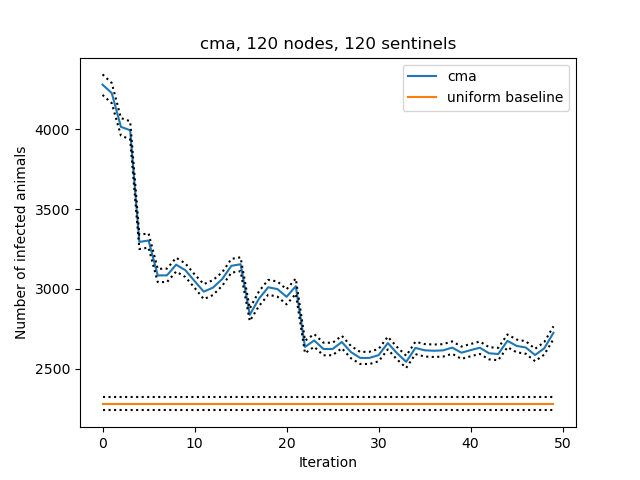 cma, 120 nodes, 120 sentinels
cma
uniform baseline
Number of infected animals
4000
3500
3000
2500
0 10 20 30 40 50
Iteration